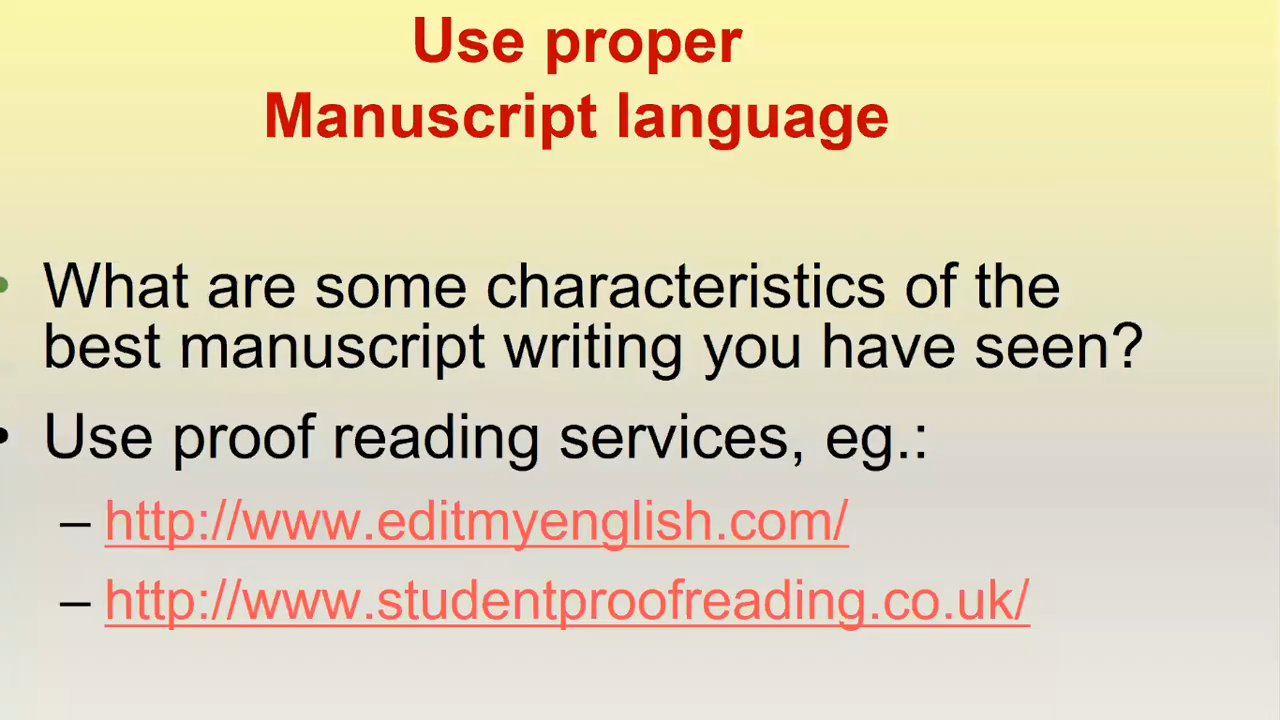 Use proper
Manuscript language
• What are some characteristics of the
best manuscript writing you have seen?
• Use proof reading services, eg.:
– http://www.editmyenglish.com/
– http://www.studentproofreading.co.uk/